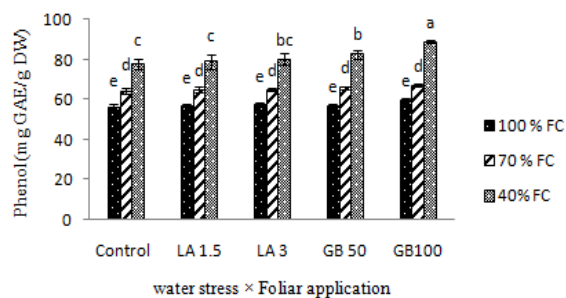 100
80
60
40
20
0
Phenol (mg GAE/g DW)
e d c
e d c
e d bc
e d b
e d a
Control LA 1.5 LA 3 GB 50 GB100
water stress × Foliar application
100 % FC
70 % FC
40% FC